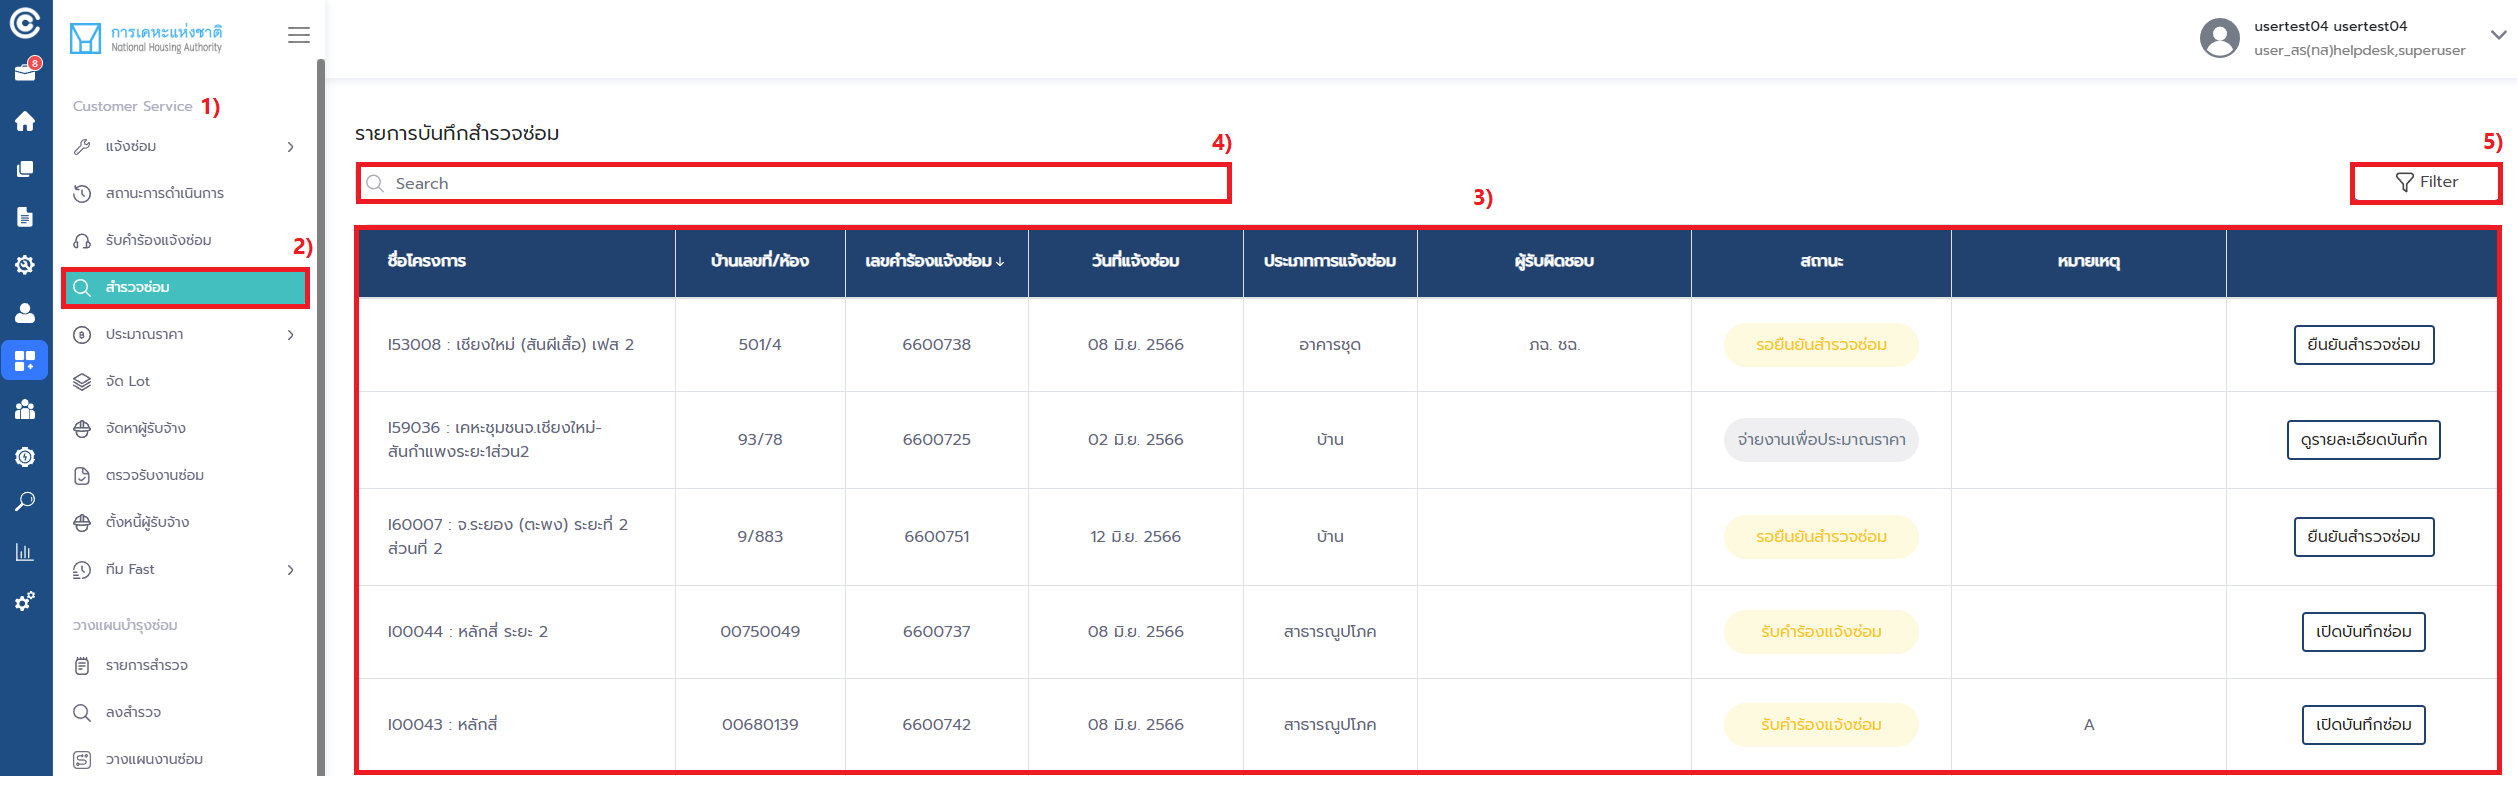 8
การเคหะแห่งชาติ
National Housing Authority
usertest04 usertest04
user_สร(ทส)helpdesk,superuser
Customer Service 1)
แจ้งซ่อม
สถานะการดำเนินการ
รับคำร้องแจ้งซ่อม
2)
สำรวจซ่อม
ประมาณราคา
จัด Lot
จัดหาผู้รับจ้าง
ตรวจรับงานซ่อม
ตั้งหนี้ผู้รับจ้าง
ทีม Fast
วางแผนบำรุงซ่อม
รายการสำรวจ
ลงสำรวจ
วางแผนงานซ่อม
รายการบันทึกสำรวจซ่อม
4)
5)
Search
Filter
3)
ชื่อโครงการ บ้านเลขที่/ห้อง เลขคำร้องแจ้งซ่อม ↓ วันที่แจ้งซ่อม ประเภทการแจ้งซ่อม ผู้รับผิดชอบ สถานะ หมายเหตุ
I53008 : เชียงใหม่ (สันผีเสื้อ) เฟส 2 501/4 6600738 08 มิ.ย. 2566 อาคารชุด ภฉ. ชฉ. รอยืนยันสำรวจซ่อม ยืนยันสำรวจซ่อม
I59036 : เคหะชุมชนจ.เชียงใหม่-
สันกำแพงระยะ1ส่วน2 93/78 6600725 02 มิ.ย. 2566 บ้าน จ่ายงานเพื่อประมาณราคา ดูรายละเอียดบันทึก
I60007 : จ.ระยอง (ตะพง) ระยะที่ 2
ส่วนที่ 2 9/883 6600751 12 มิ.ย. 2566 บ้าน รอยืนยันสำรวจซ่อม ยืนยันสำรวจซ่อม
I00044 : หลักสี่ ระยะ 2 00750049 6600737 08 มิ.ย. 2566 สาธารณูปโภค รับคำร้องแจ้งซ่อม เปิดบันทึกซ่อม
I00043 : หลักสี่ 00680139 6600742 08 มิ.ย. 2566 สาธารณูปโภค รับคำร้องแจ้งซ่อม A เปิดบันทึกซ่อม